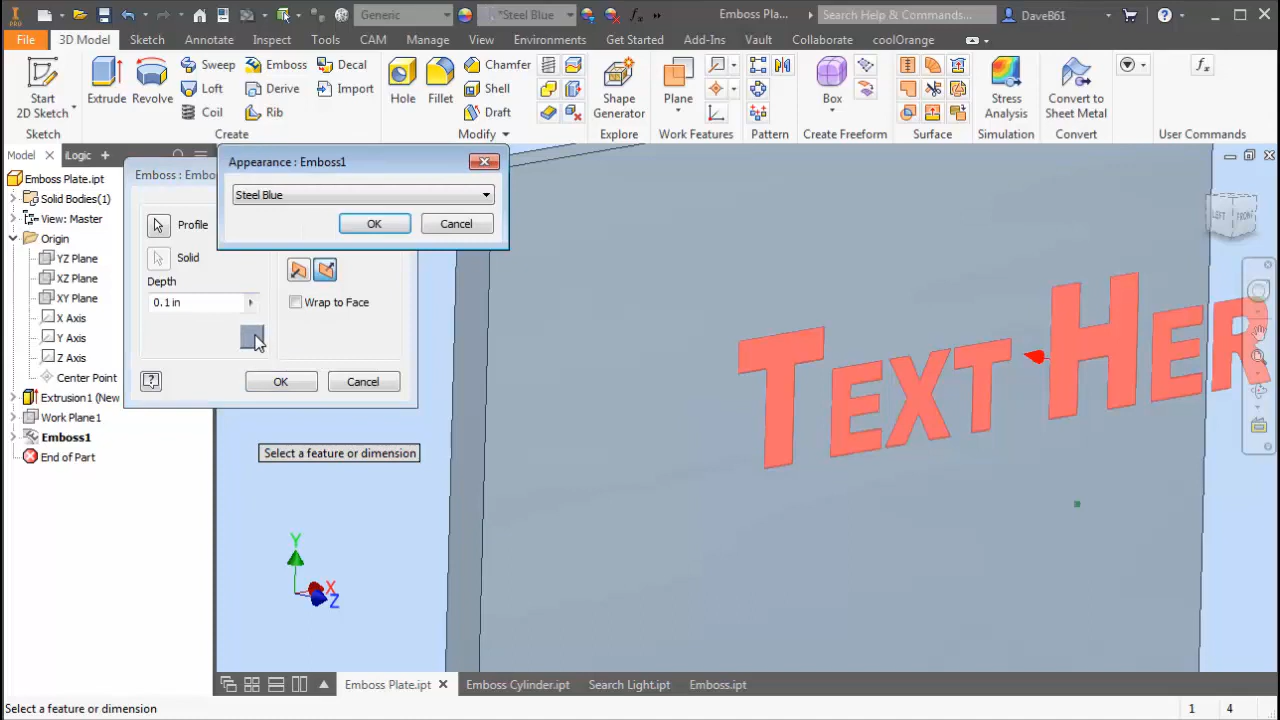 PRO
Generic
*Steel Blue
Emboss Pla...
Search Help & Commands...
DaveB61
File
3D Model
Sketch
Annotate
Inspect
Tools
CAM
Manage
View
Environments
Get Started
Add-Ins
Vault
Collaborate
coolOrange
Start
2D Sketch
Extrude
Revolve
Sweep
Emboss
Decal
Loft
Derive
Import
Coil
Rib
Hole
Fillet
Chamfer
Shell
Draft
Shape
Generator
Plane
Box
Stress
Analysis
Convert to
Sheet Metal
Sketch
Create
Modify
Explore
Work Features
Pattern
Create Freeform
Surface
Simulation
Convert
User Commands
Model
iLogic
Emboss Plate.ipt
Solid Bodies(1)
View: Master
Origin
YZ Plane
XZ Plane
XY Plane
X Axis
Y Axis
Z Axis
Center Point
Extrusion1 (New
Work Plane1
Emboss1
End of Part
Emboss : Embo
Profile
Solid
Depth
0.1 in
Wrap to Face
OK
Cancel
Appearance : Emboss1
Steel Blue
OK
Cancel
Select a feature or dimension
TEXT HER
LEFT
FRONT
Y
X
Z
Emboss Plate.ipt
Emboss Cylinder.ipt
Search Light.ipt
Emboss.ipt
Select a feature or dimension
1
4